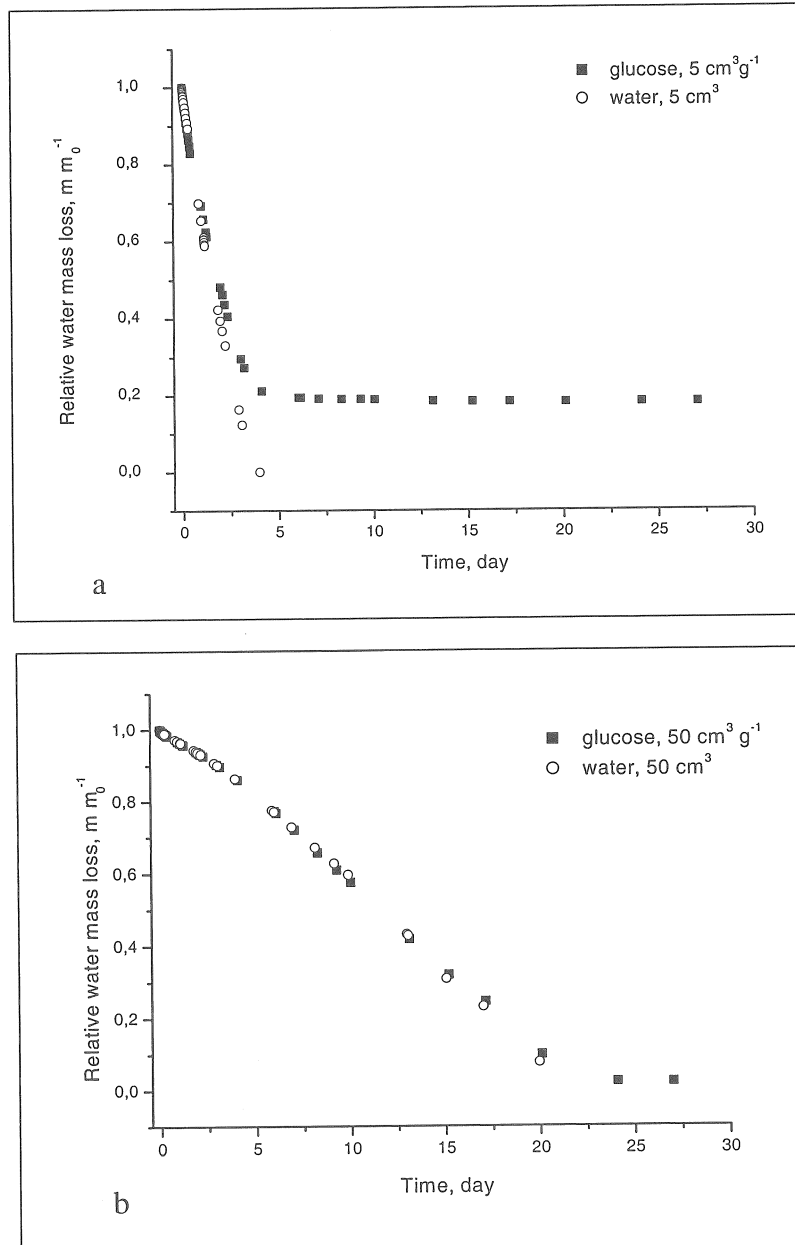 glucose, 5 cm³g⁻¹
water, 5 cm³
Relative water mass loss, m m₀⁻¹
1,0
0,8
0,6
0,4
0,2
0,0
0 5 10 15 20 25 30
Time, day
a
glucose, 50 cm³ g⁻¹
water, 50 cm³
Relative water mass loss, m m₀⁻¹
1,0
0,8
0,6
0,4
0,2
0,0
0 5 10 15 20 25 30
Time, day
b